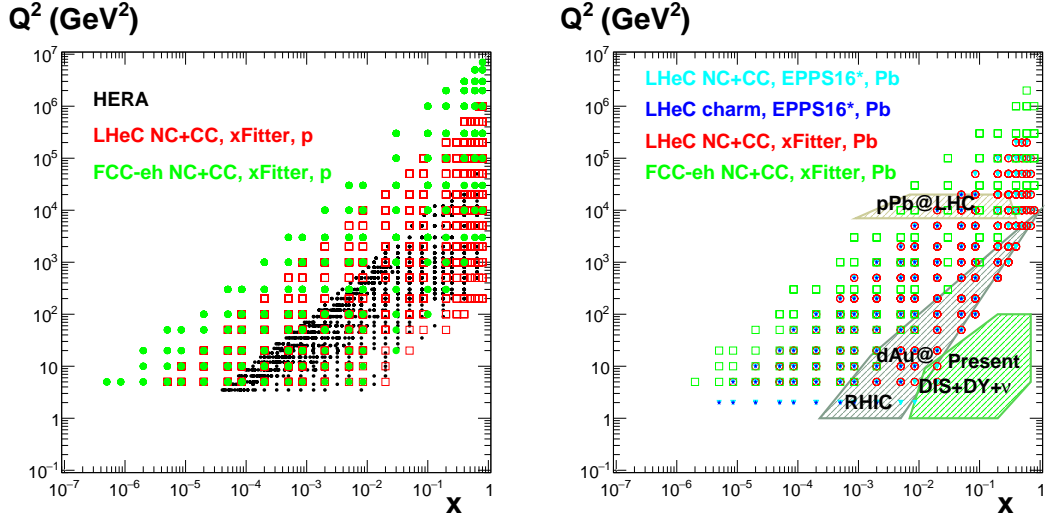 Q² (GeV²)
10⁷
10⁶
10⁵
10⁴
10³
10²
10
1
10⁻¹
HERA
LHeC NC+CC, xFitter, p
FCC-eh NC+CC, xFitter, p
10⁻⁷ 10⁻⁶ 10⁻⁵ 10⁻⁴ 10⁻³ 10⁻² 10⁻¹ 1
x
Q² (GeV²)
10⁷
10⁶
10⁵
10⁴
10³
10²
10
1
10⁻¹
LHeC NC+CC, EPPS16*, Pb
LHeC charm, EPPS16*, Pb
LHeC NC+CC, xFitter, Pb
FCC-eh NC+CC, xFitter, Pb
pPb@LHC
dAu@
RHIC
Present
DIS+DY+ν
10⁻⁷ 10⁻⁶ 10⁻⁵ 10⁻⁴ 10⁻³ 10⁻² 10⁻¹ 1
x